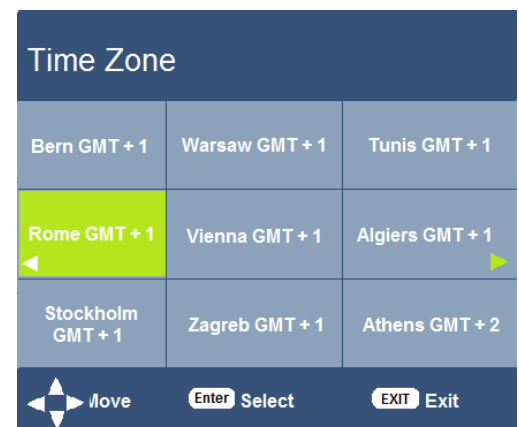 Time Zone
Bern GMT + 1
Warsaw GMT + 1
Tunis GMT + 1
Rome GMT + 1
Vienna GMT + 1
Algiers GMT + 1
Stockholm
GMT + 1
Zagreb GMT + 1
Athens GMT + 2
Move
Enter Select
EXIT Exit